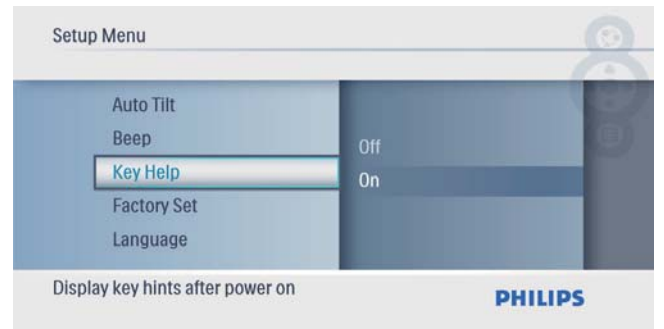 Setup Menu
Auto Tilt
Beep
Key Help
Factory Set
Language
Off
On
Display key hints after power on
PHILIPS